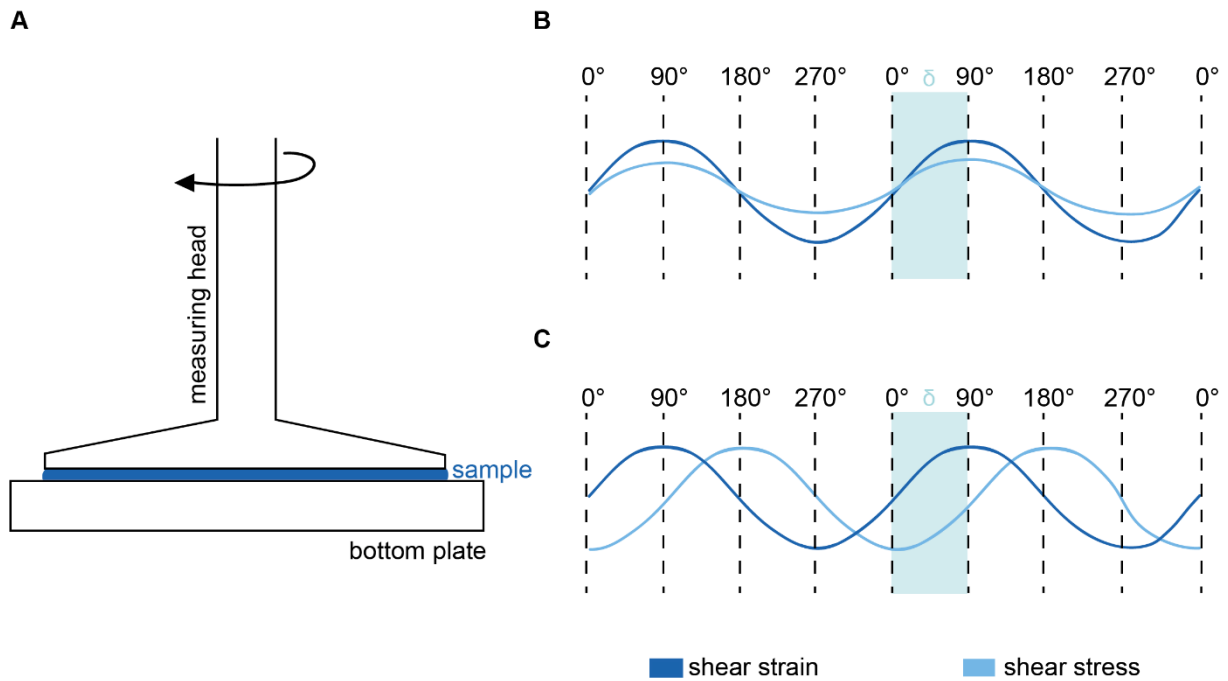 A
measuring head
sample
bottom plate
B
0° 90° 180° 270° 0° δ 90° 180° 270° 0°
C
0° 90° 180° 270° 0° δ 90° 180° 270° 0°
shear strain shear stress